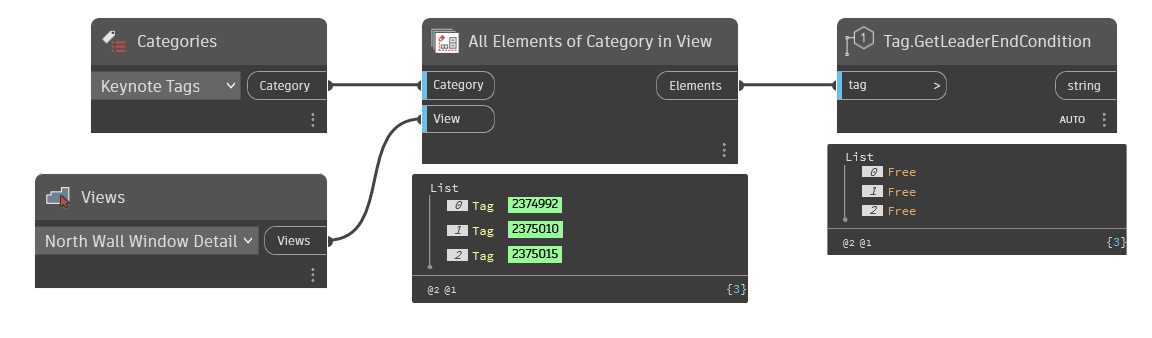 Categories
Keynote Tags
Category
Views
North Wall Window Detail
Views
All Elements of Category in View
Category
Elements
View
List
0 Tag 2374992
1 Tag 2375010
2 Tag 2375015
@2 @1
{3}
1
Tag.GetLeaderEndCondition
tag >
string
AUTO
List
0 Free
1 Free
2 Free
@2 @1
{3}